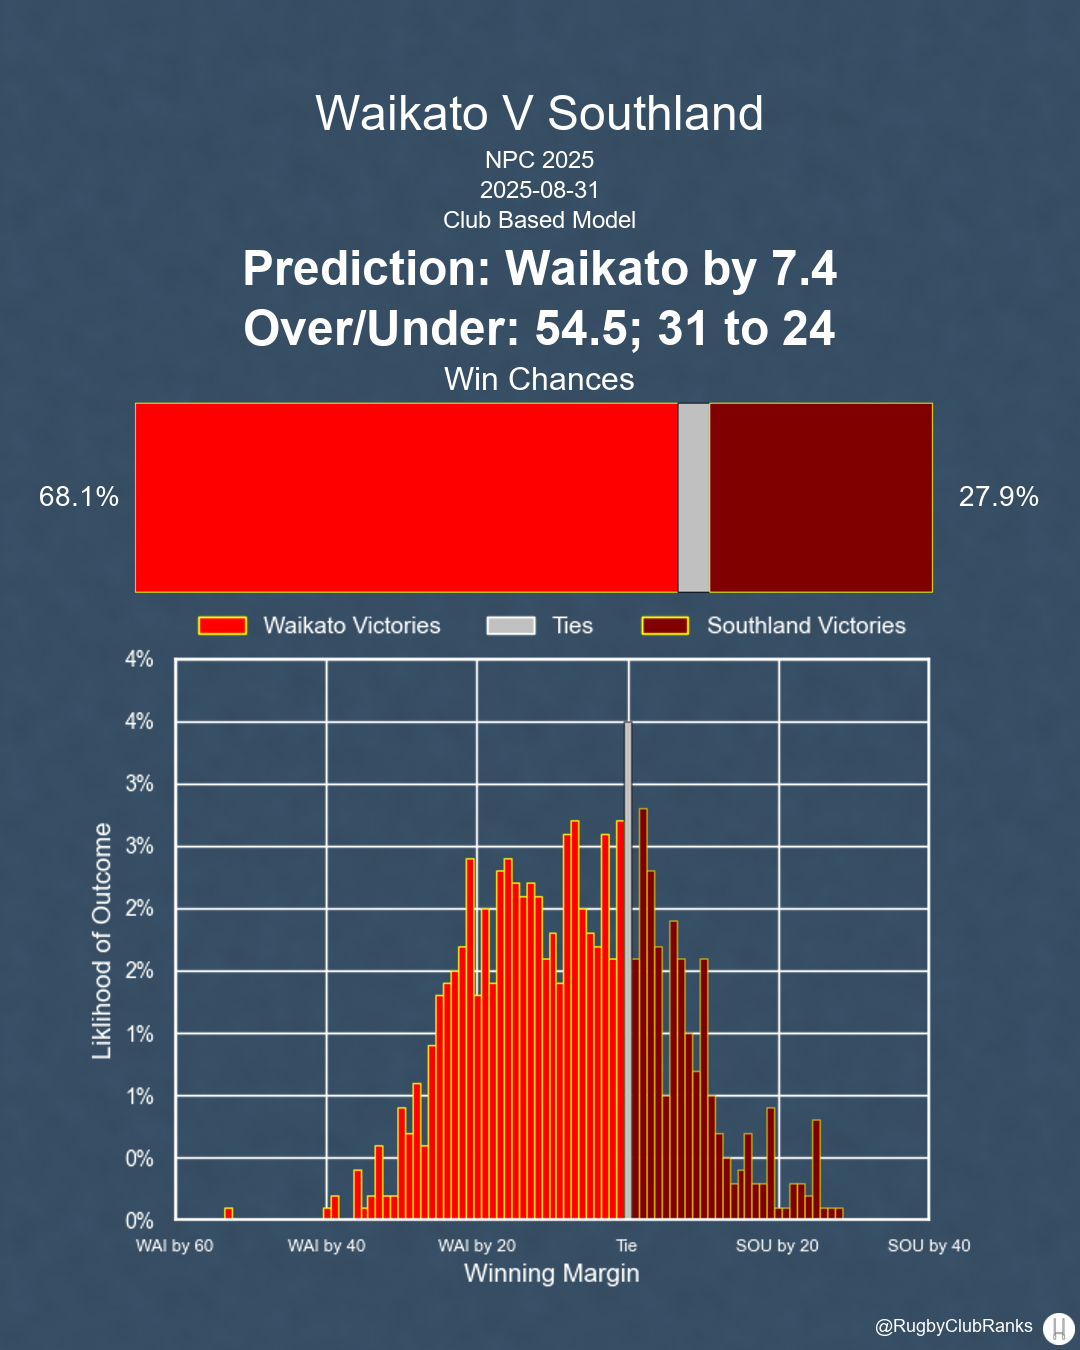 Waikato V Southland
NPC 2025
2025-08-31
Club Based Model
Prediction: Waikato by 7.4
Over/Under: 54.5; 31 to 24
Win Chances
68.1%
27.9%
Waikato Victories
Ties
Southland Victories
4%
4%
3%
3%
2%
2%
1%
1%
0%
0%
Liklihood of Outcome
WAI by 60
WAI by 40
WAI by 20
Tie
SOU by 20
SOU by 40
Winning Margin
@RugbyClubRanks